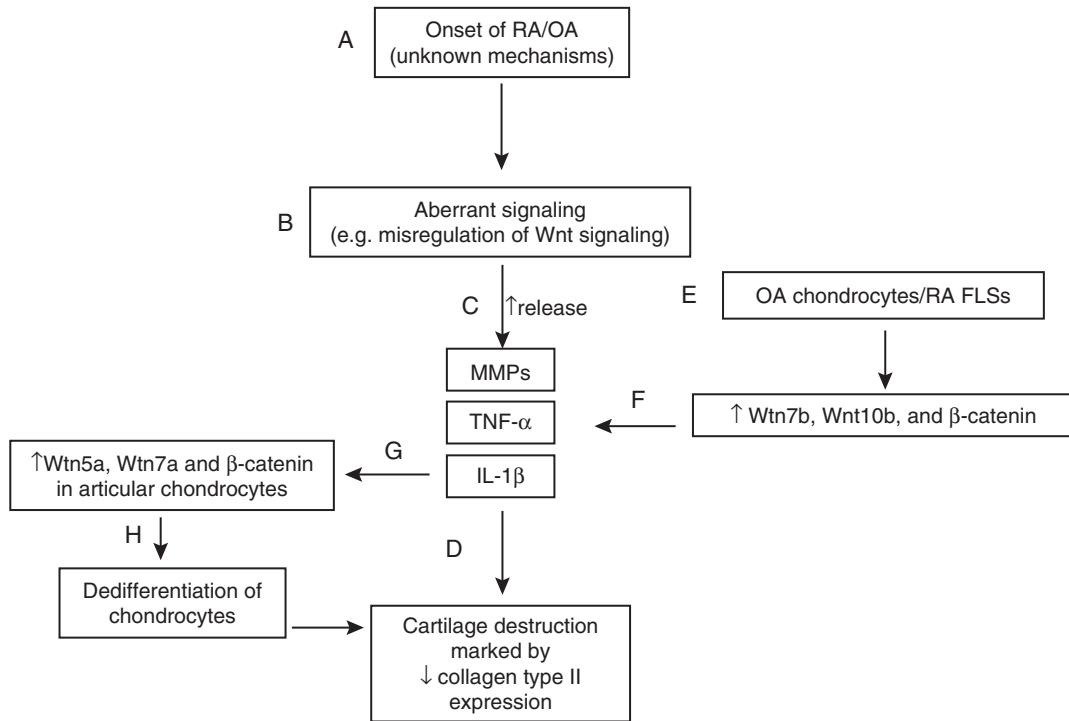 A
Onset of RA/OA
(unknown mechanisms)
B
Aberrant signaling
(e.g. misregulation of Wnt signaling)
C
↑release
E
OA chondrocytes/RA FLSs
MMPs
TNF-α
IL-1β
F
↑ Wtn7b, Wnt10b, and β-catenin
G
↑Wtn5a, Wtn7a and β-catenin
in articular chondrocytes
H
Dedifferentiation of
chondrocytes
D
Cartilage destruction
marked by
↓ collagen type II
expression